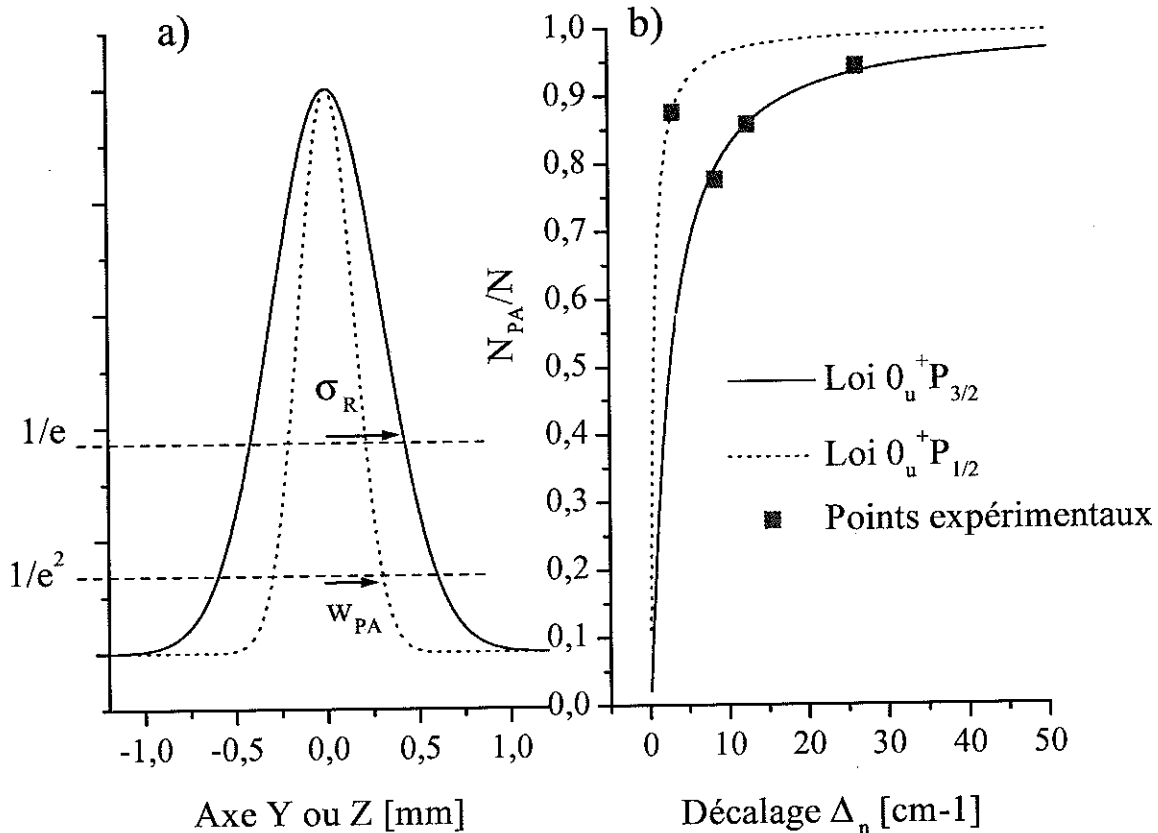 a)
1/e
1/e²
σ_R
w_PA
-1,0 -0,5 0,0 0,5 1,0
Axe Y ou Z [mm]
b)
1,0
0,9
0,8
0,7
0,6
0,5
0,4
0,3
0,2
0,1
0,0
N_PA/N
Loi 0_u^+P_3/2
Loi 0_u^+P_1/2
Points expérimentaux
0 10 20 30 40 50
Décalage Δ_n [cm-1]